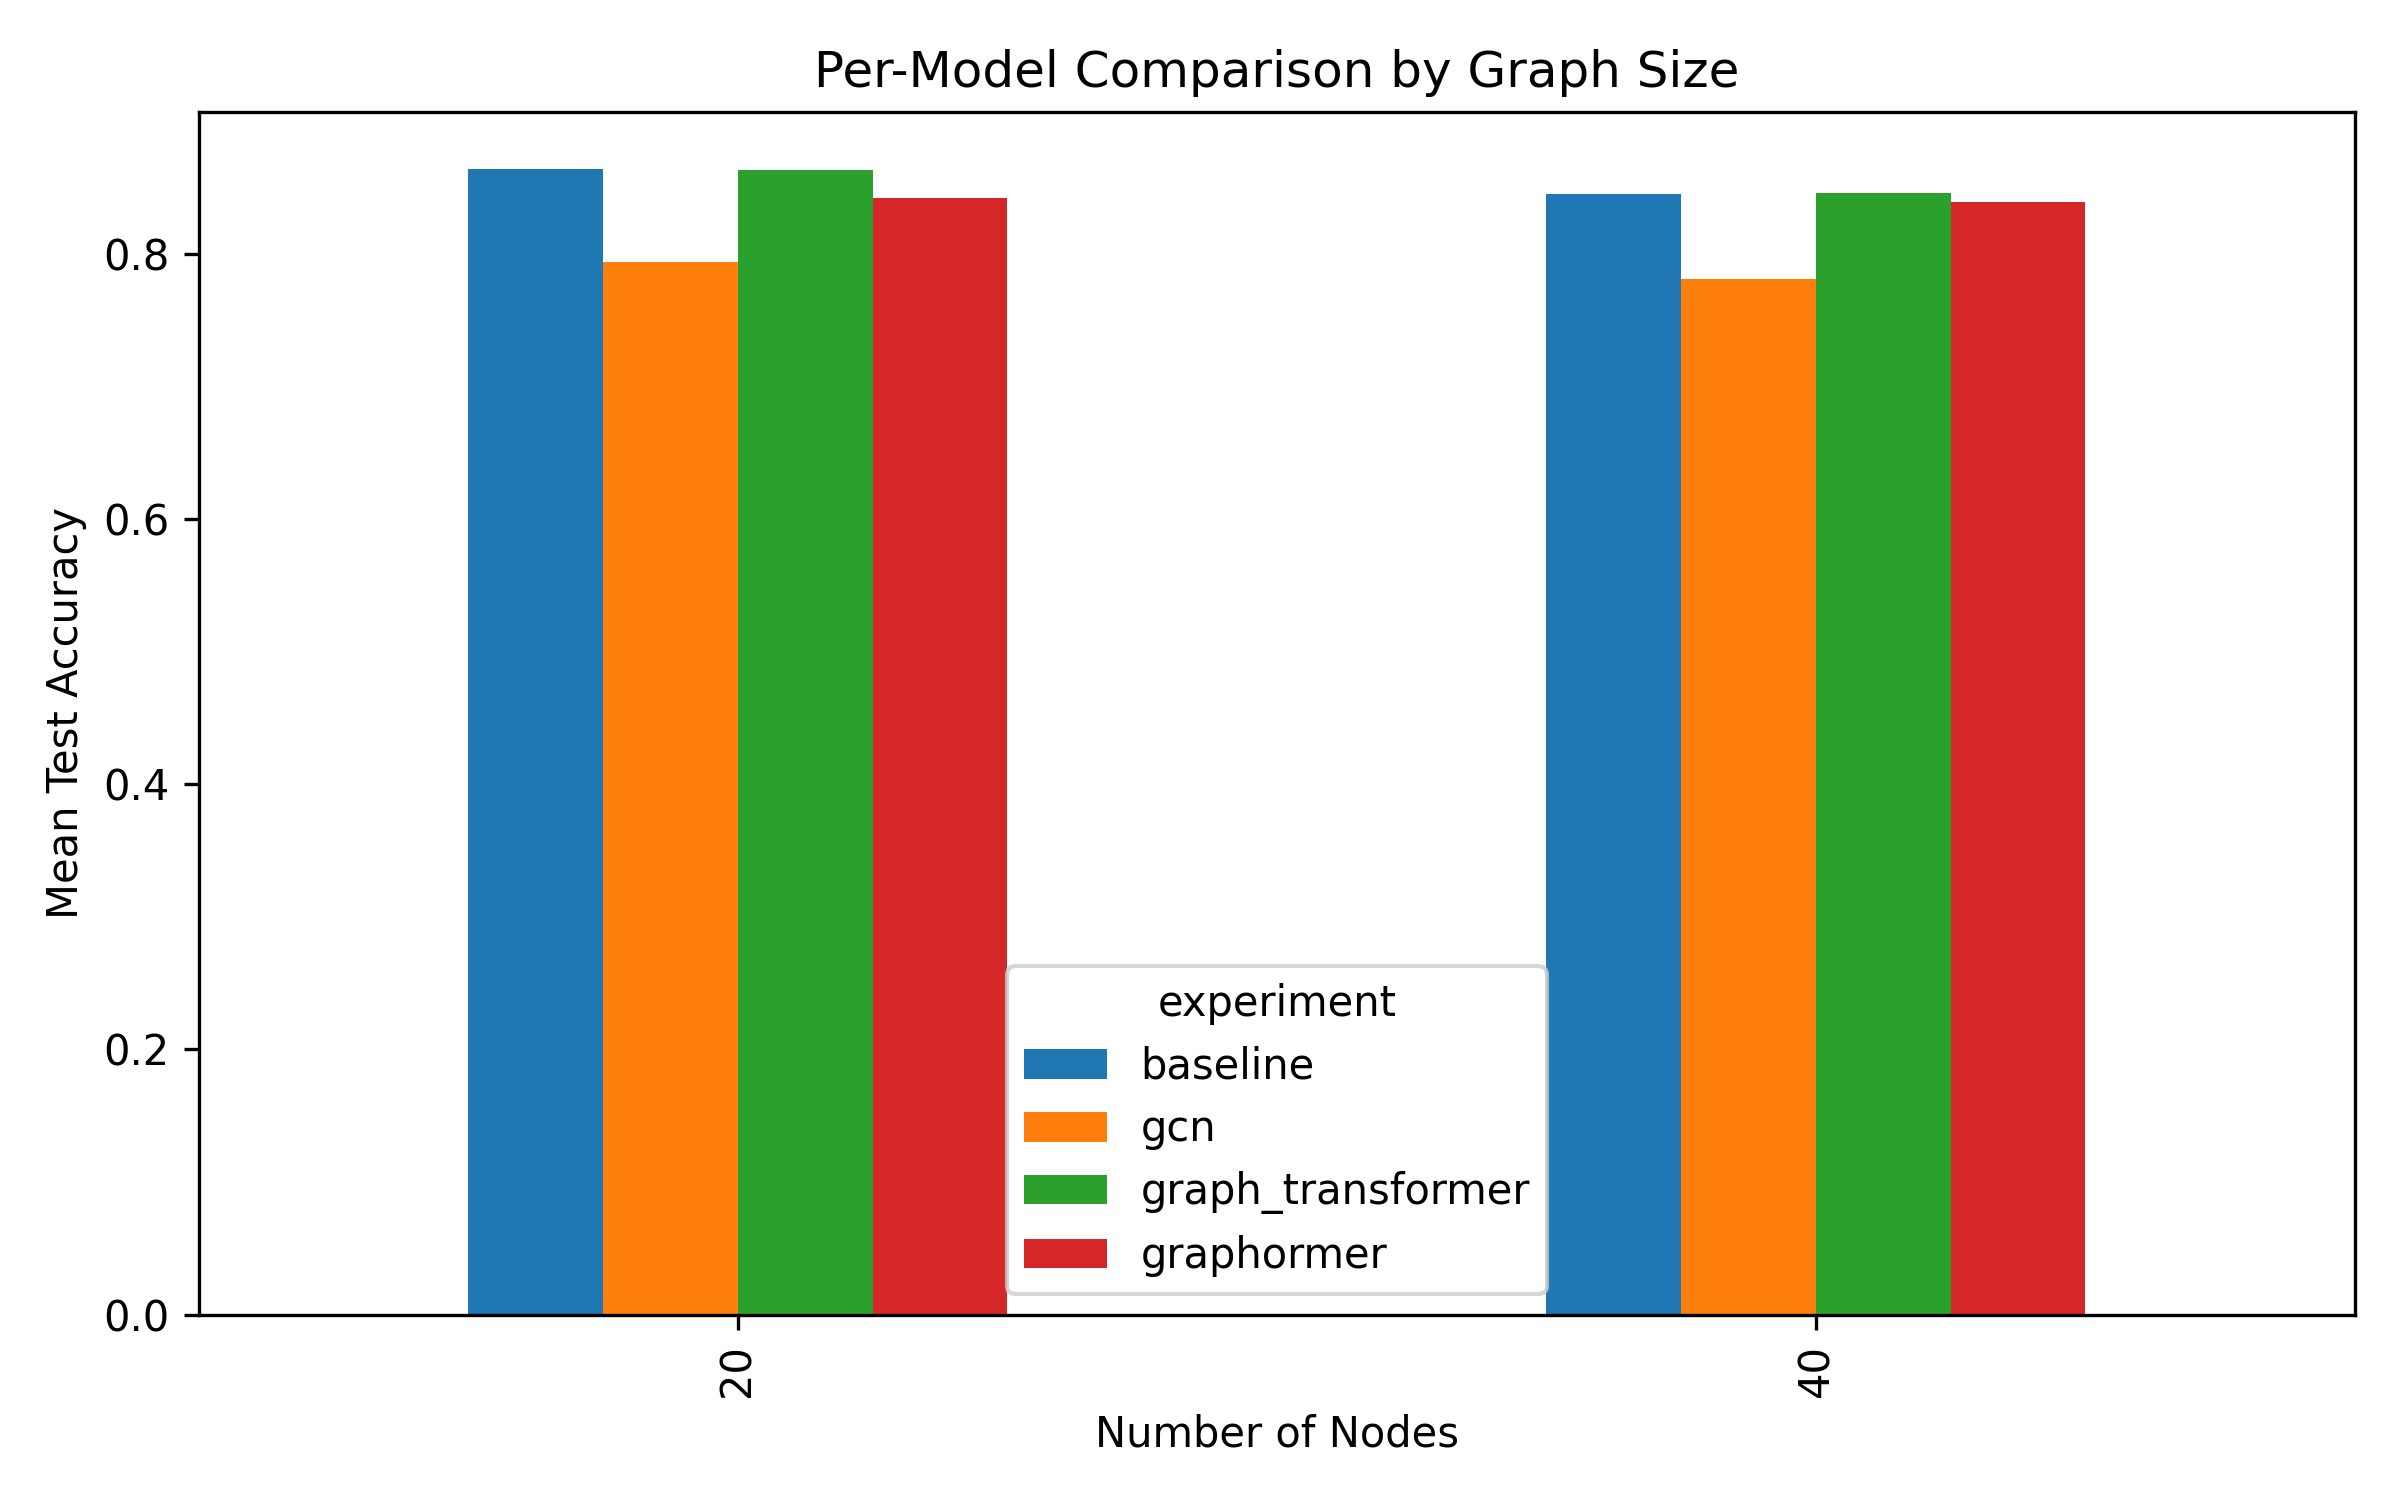 Per-Model Comparison by Graph Size
Mean Test Accuracy
0.8
0.6
0.4
0.2
0.0
experiment
baseline
gcn
graph_transformer
graphormer
20
40
Number of Nodes